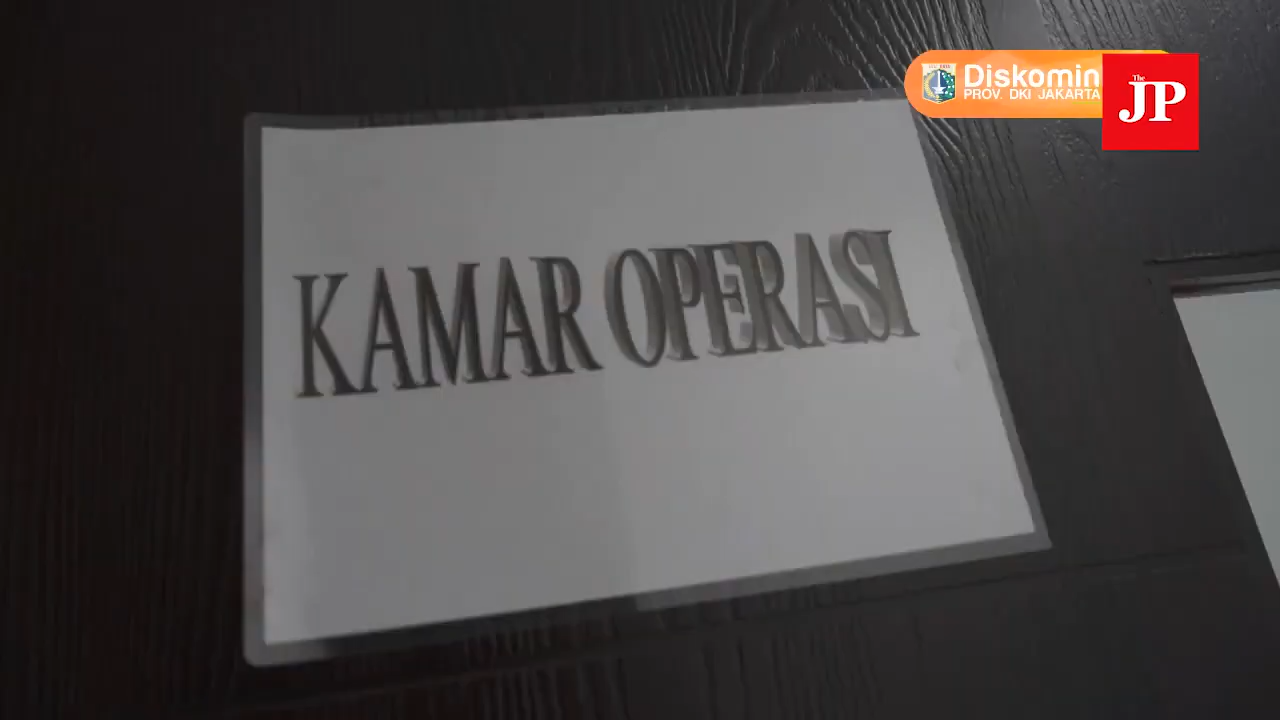 Diskomin
PROV. DKI JAKARTA
The
JP
KAMAR OPERASI